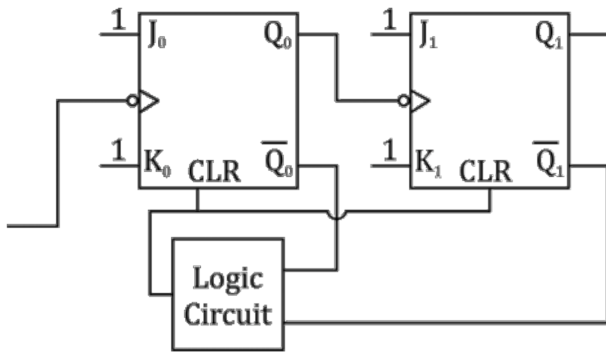 1 J₀ Q₀ 1 J₁ Q₁
1 K₀ CLR Q̅₀ 1 K₁ CLR Q̅₁
Logic
Circuit